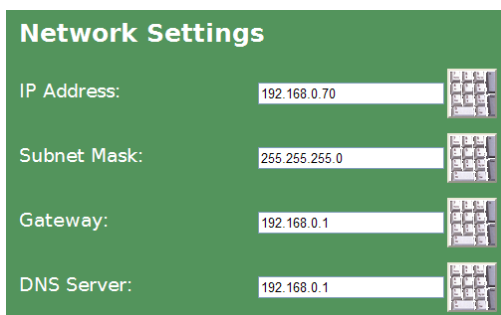 Network Settings
IP Address: 192.168.0.70
Subnet Mask: 255.255.255.0
Gateway: 192.168.0.1
DNS Server: 192.168.0.1